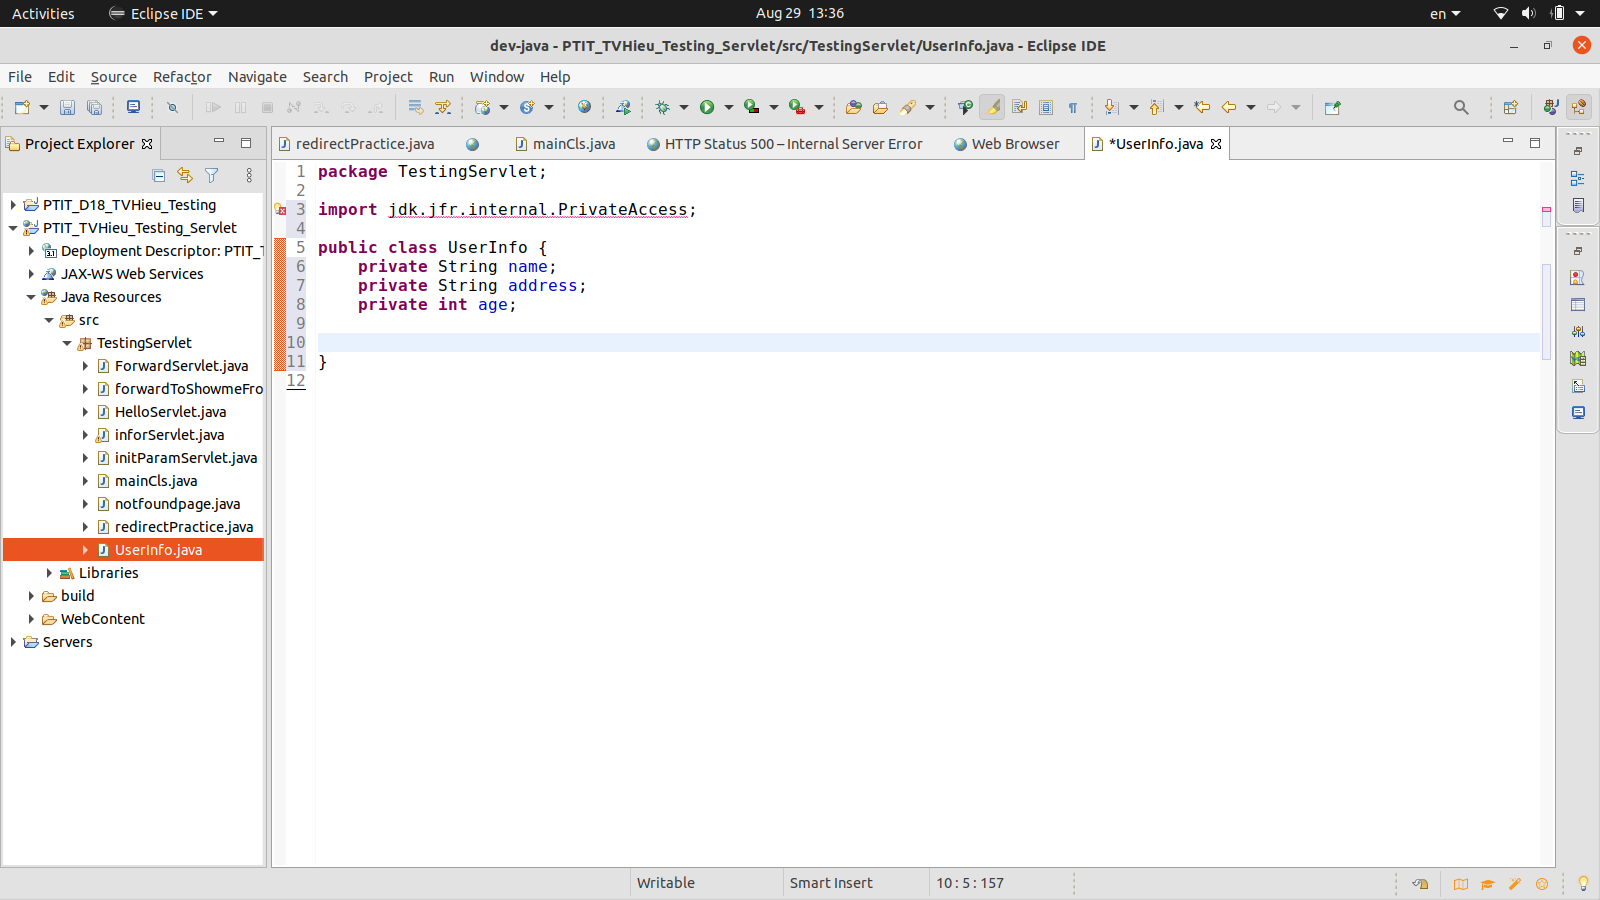 Activities Eclipse IDE Aug 29 13:36 en
dev-java - PTIT_TVHieu_Testing_Servlet/src/TestingServlet/UserInfo.java - Eclipse IDE
File Edit Source Refactor Navigate Search Project Run Window Help
Project Explorer
redirectPractice.java mainCls.java HTTP Status 500 – Internal Server Error Web Browser *UserInfo.java
PTIT_D18_TVHieu_Testing
PTIT_TVHieu_Testing_Servlet
3.1 Deployment Descriptor: PTIT_T
JAX-WS Web Services
Java Resources
src
TestingServlet
ForwardServlet.java
forwardToShowmeFro
HelloServlet.java
inforServlet.java
initParamServlet.java
mainCls.java
notfoundpage.java
redirectPractice.java
UserInfo.java
Libraries
build
WebContent
Servers
1 package TestingServlet;
2
3 import jdk.jfr.internal.PrivateAccess;
4
5 public class UserInfo {
6 private String name;
7 private String address;
8 private int age;
9
10
11 }
12
Writable Smart Insert 10 : 5 : 157